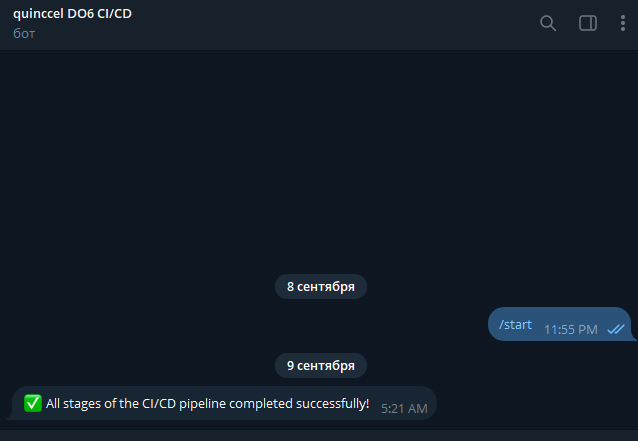 quinccel DO6 CI/CD
бот
8 сентября
/start 11:55 PM
9 сентября
✅ All stages of the CI/CD pipeline completed successfully! 5:21 AM